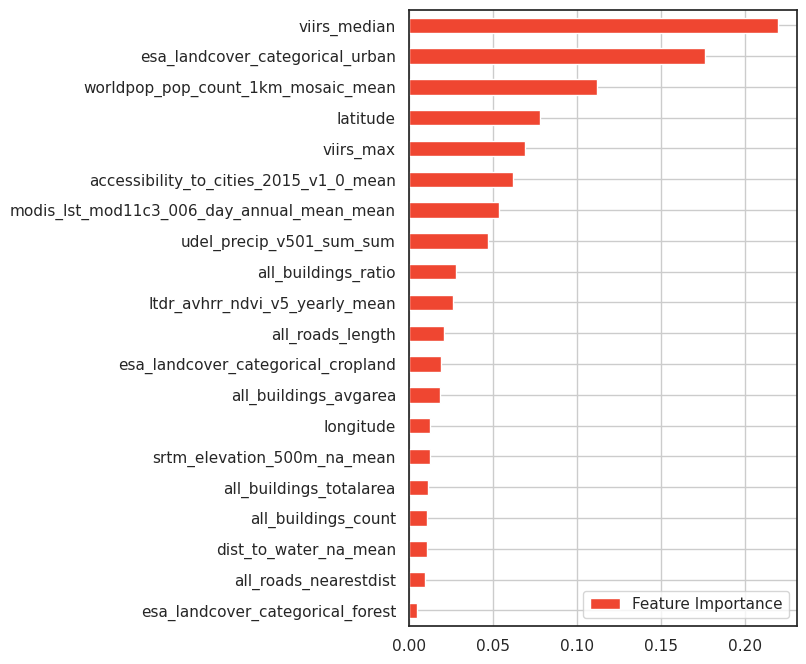 viirs_median
esa_landcover_categorical_urban
worldpop_pop_count_1km_mosaic_mean
latitude
viirs_max
accessibility_to_cities_2015_v1_0_mean
modis_lst_mod11c3_006_day_annual_mean_mean
udel_precip_v501_sum_sum
all_buildings_ratio
ltdr_avhrr_ndvi_v5_yearly_mean
all_roads_length
esa_landcover_categorical_cropland
all_buildings_avgarea
longitude
srtm_elevation_500m_na_mean
all_buildings_totalarea
all_buildings_count
dist_to_water_na_mean
all_roads_nearestdist
esa_landcover_categorical_forest
Feature Importance
0.00 0.05 0.10 0.15 0.20